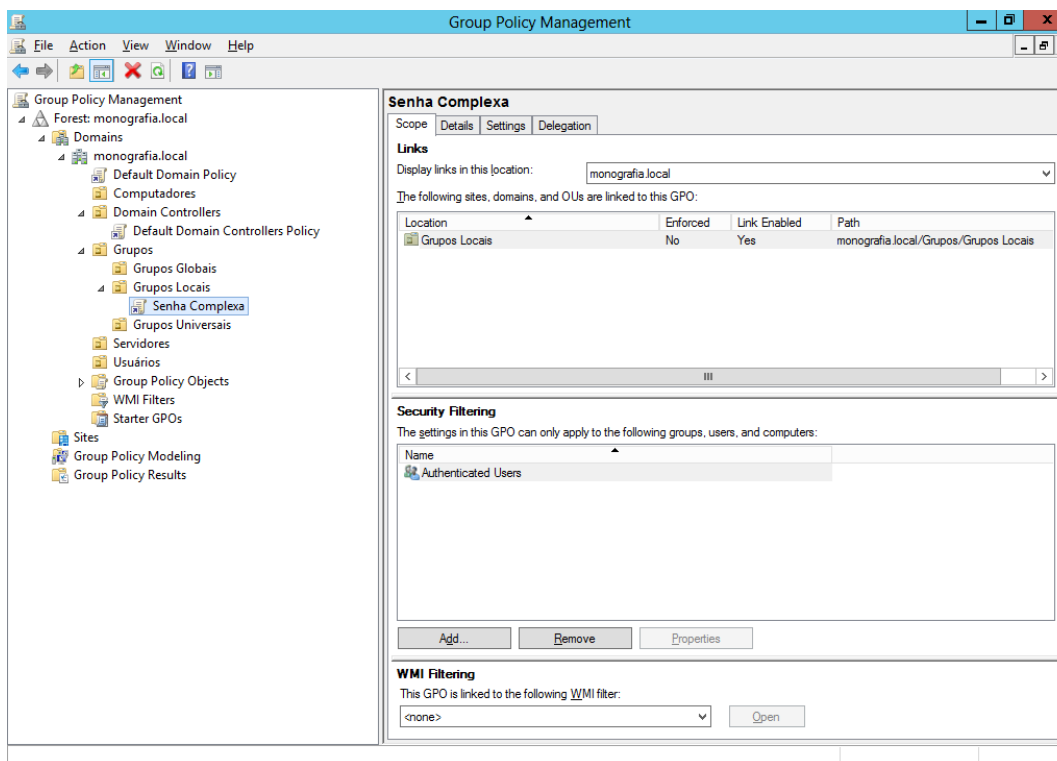 Group Policy Management
File Action View Window Help
Group Policy Management
Forest: monografia.local
Domains
monografia.local
Default Domain Policy
Computadores
Domain Controllers
Default Domain Controllers Policy
Grupos
Grupos Globais
Grupos Locais
Senha Complexa
Grupos Universais
Servidores
Usuários
Group Policy Objects
WMI Filters
Starter GPOs
Sites
Group Policy Modeling
Group Policy Results
Senha Complexa
Scope Details Settings Delegation
Links
Display links in this location: monografia.local
The following sites, domains, and OUs are linked to this GPO:
Location Enforced Link Enabled Path
Grupos Locais No Yes monografia.local/Grupos/Grupos Locais
Security Filtering
The settings in this GPO can only apply to the following groups, users, and computers:
Name
Authenticated Users
Add... Remove Properties
WMI Filtering
This GPO is linked to the following WMI filter:
<none> Open